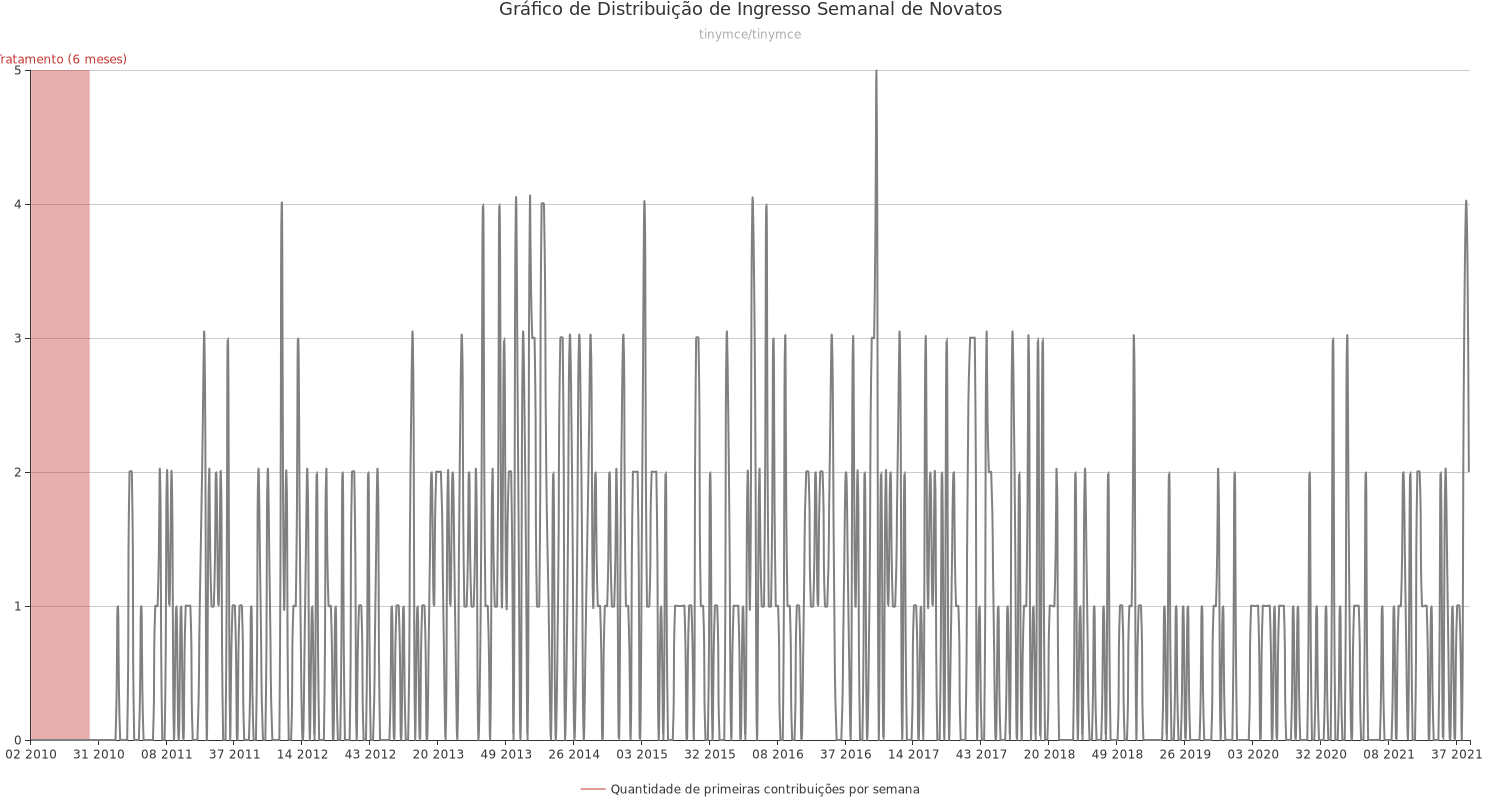 Gráfico de Distribuição de Ingresso Semanal de Novatos
tinymce/tinymce
Tratamento (6 meses)
5
4
3
2
1
0
02 2010 31 2010 08 2011 37 2011 14 2012 43 2012 20 2013 49 2013 26 2014 03 2015 32 2015 08 2016 37 2016 14 2017 43 2017 20 2018 49 2018 26 2019 03 2020 32 2020 08 2021 37 2021
Quantidade de primeiras contribuições por semana